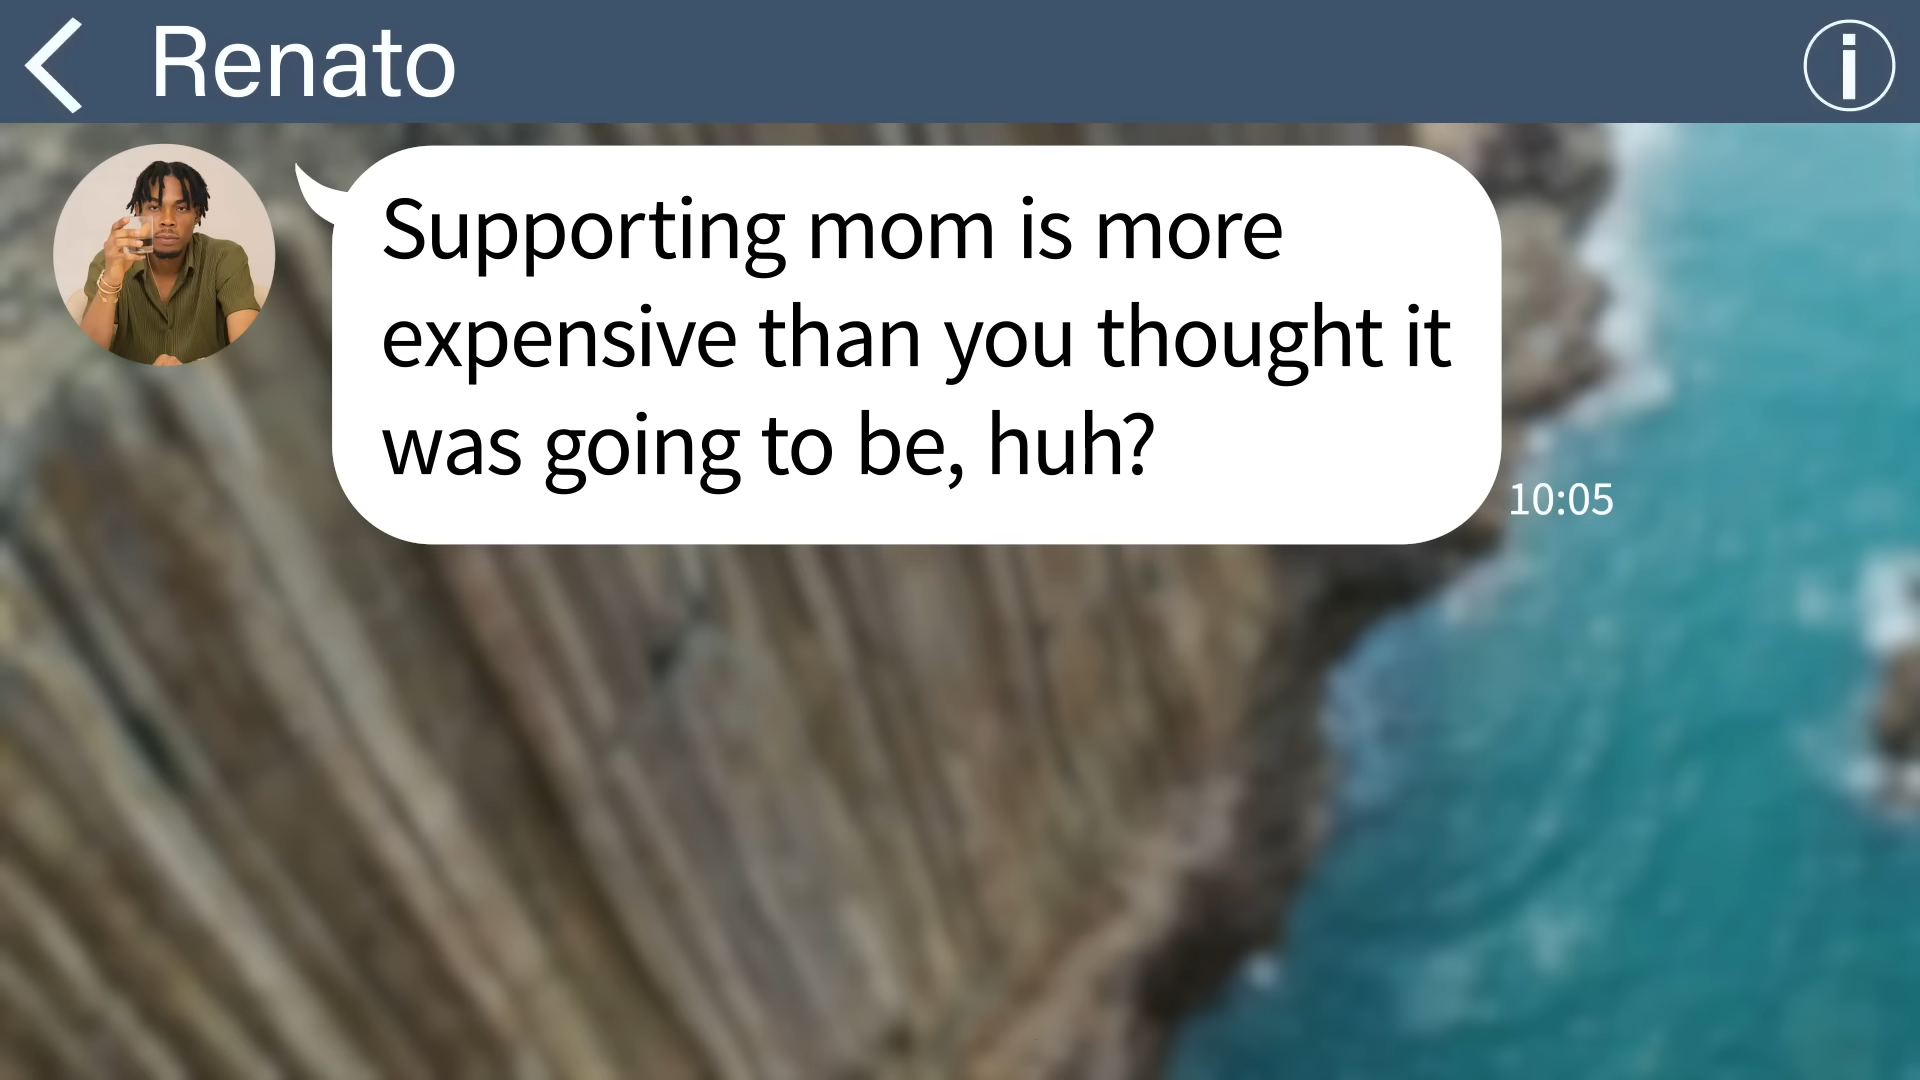 Renato
Supporting mom is more
expensive than you thought it
was going to be, huh?
10:05